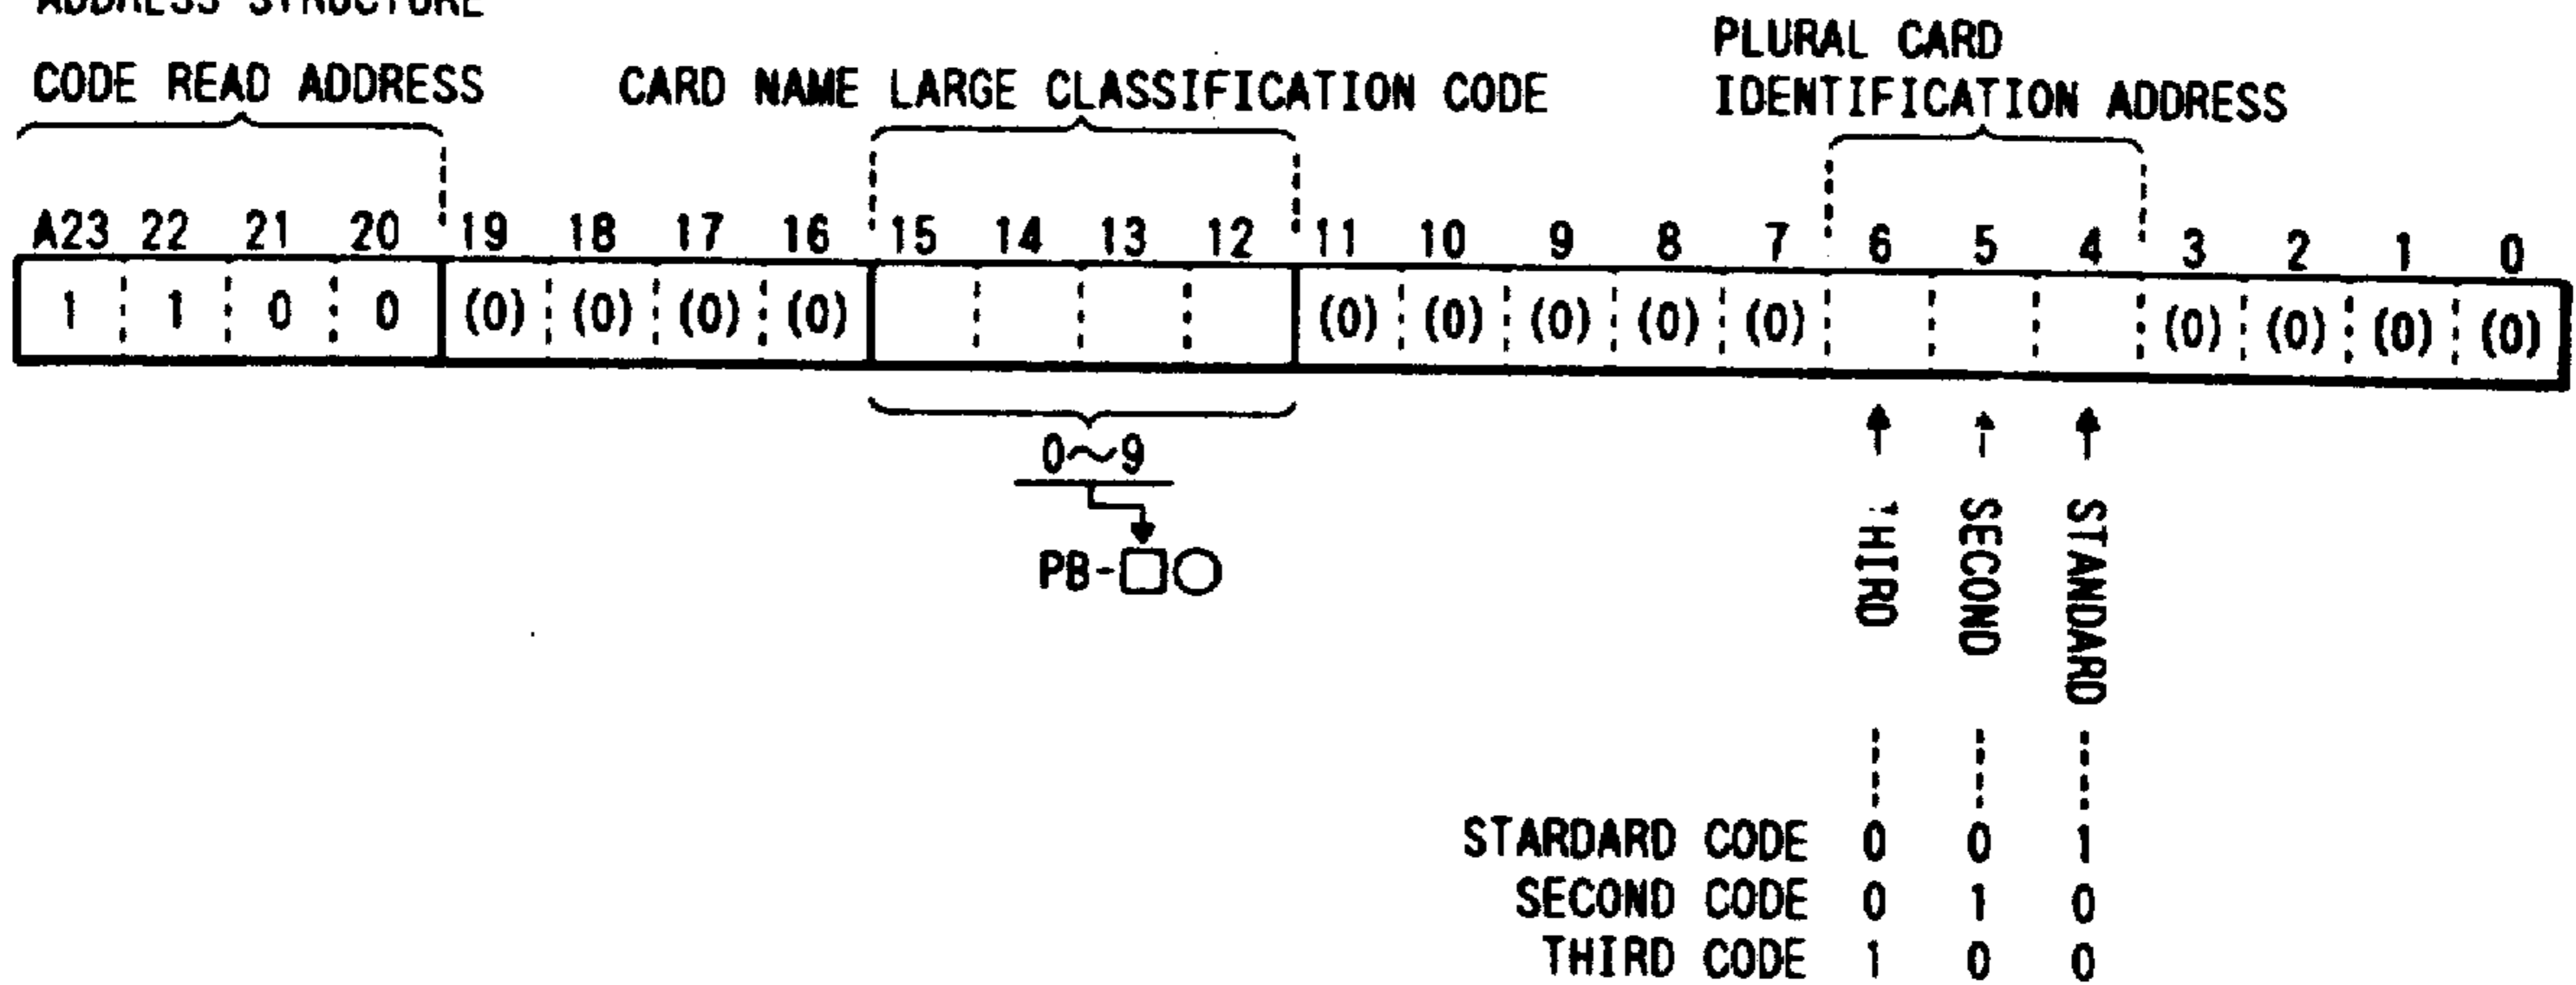 ADDRESS STRUCTURE
CODE READ ADDRESS
CARD NAME LARGE CLASSIFICATION CODE
PLURAL CARD
IDENTIFICATION ADDRESS
A23 22 21 20 19 18 17 16 15 14 13 12 11 10 9 8 7 6 5 4 3 2 1 0
1 1 0 0 (0) (0) (0) (0) (0) (0) (0) (0) (0) (0) (0) (0) (0)
0~9
PB-□○
THIRD
SECOND
STANDARD
STARDARD CODE 0 0 1
SECOND CODE 0 1 0
THIRD CODE 1 0 0